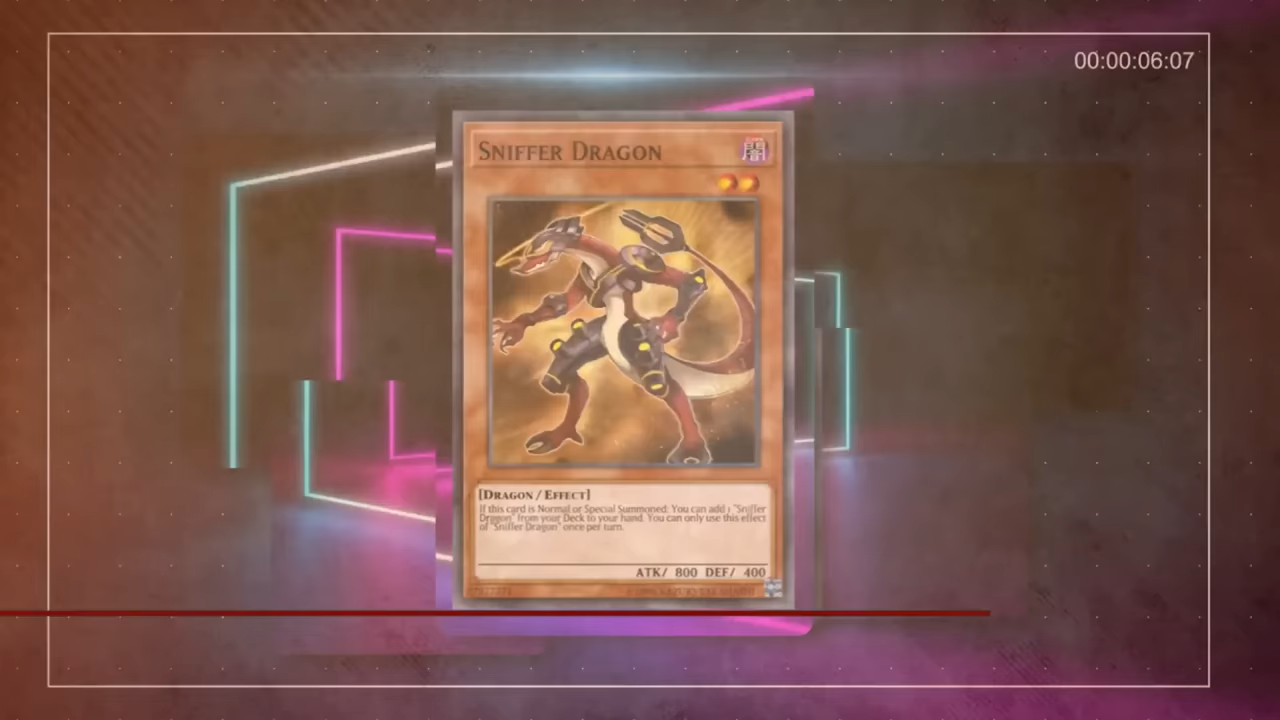 00:00:06:07
SNIFFER DRAGON
闇
[DRAGON / EFFECT]
If this card is Normal or Special Summoned: You can add 1 "Sniffer
Dragon" from your Deck to your hand. You can only use this effect
of "Sniffer Dragon" once per turn.
ATK/ 800 DEF/ 400